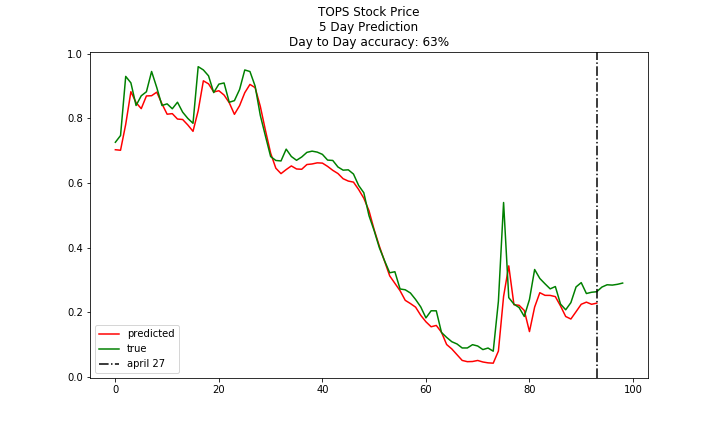 TOPS Stock Price
5 Day Prediction
Day to Day accuracy: 63%
1.0
0.8
0.6
0.4
0.2
0.0
predicted
true
april 27
0 20 40 60 80 100